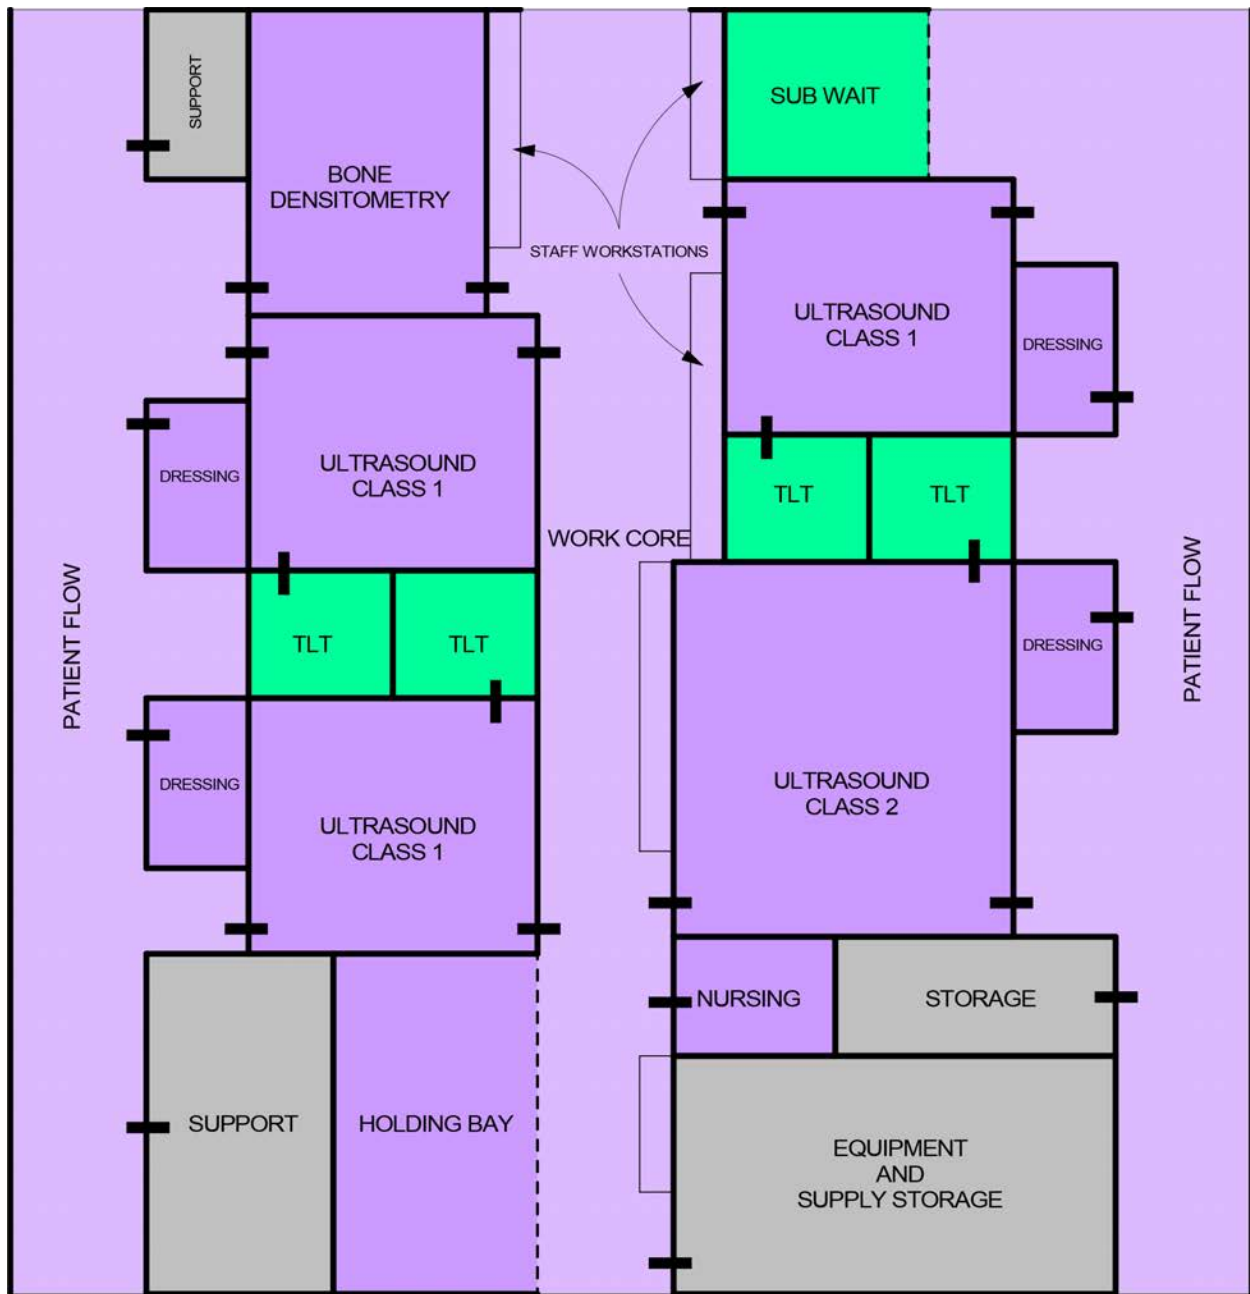 SUPPORT
BONE
DENSITOMETRY
SUB WAIT
STAFF WORKSTATIONS
ULTRASOUND
CLASS 1
DRESSING
ULTRASOUND
CLASS 1
DRESSING
TLT
TLT
WORK CORE
PATIENT FLOW
TLT
TLT
PATIENT FLOW
DRESSING
DRESSING
ULTRASOUND
CLASS 1
ULTRASOUND
CLASS 2
NURSING
STORAGE
SUPPORT
HOLDING BAY
EQUIPMENT
AND
SUPPLY STORAGE